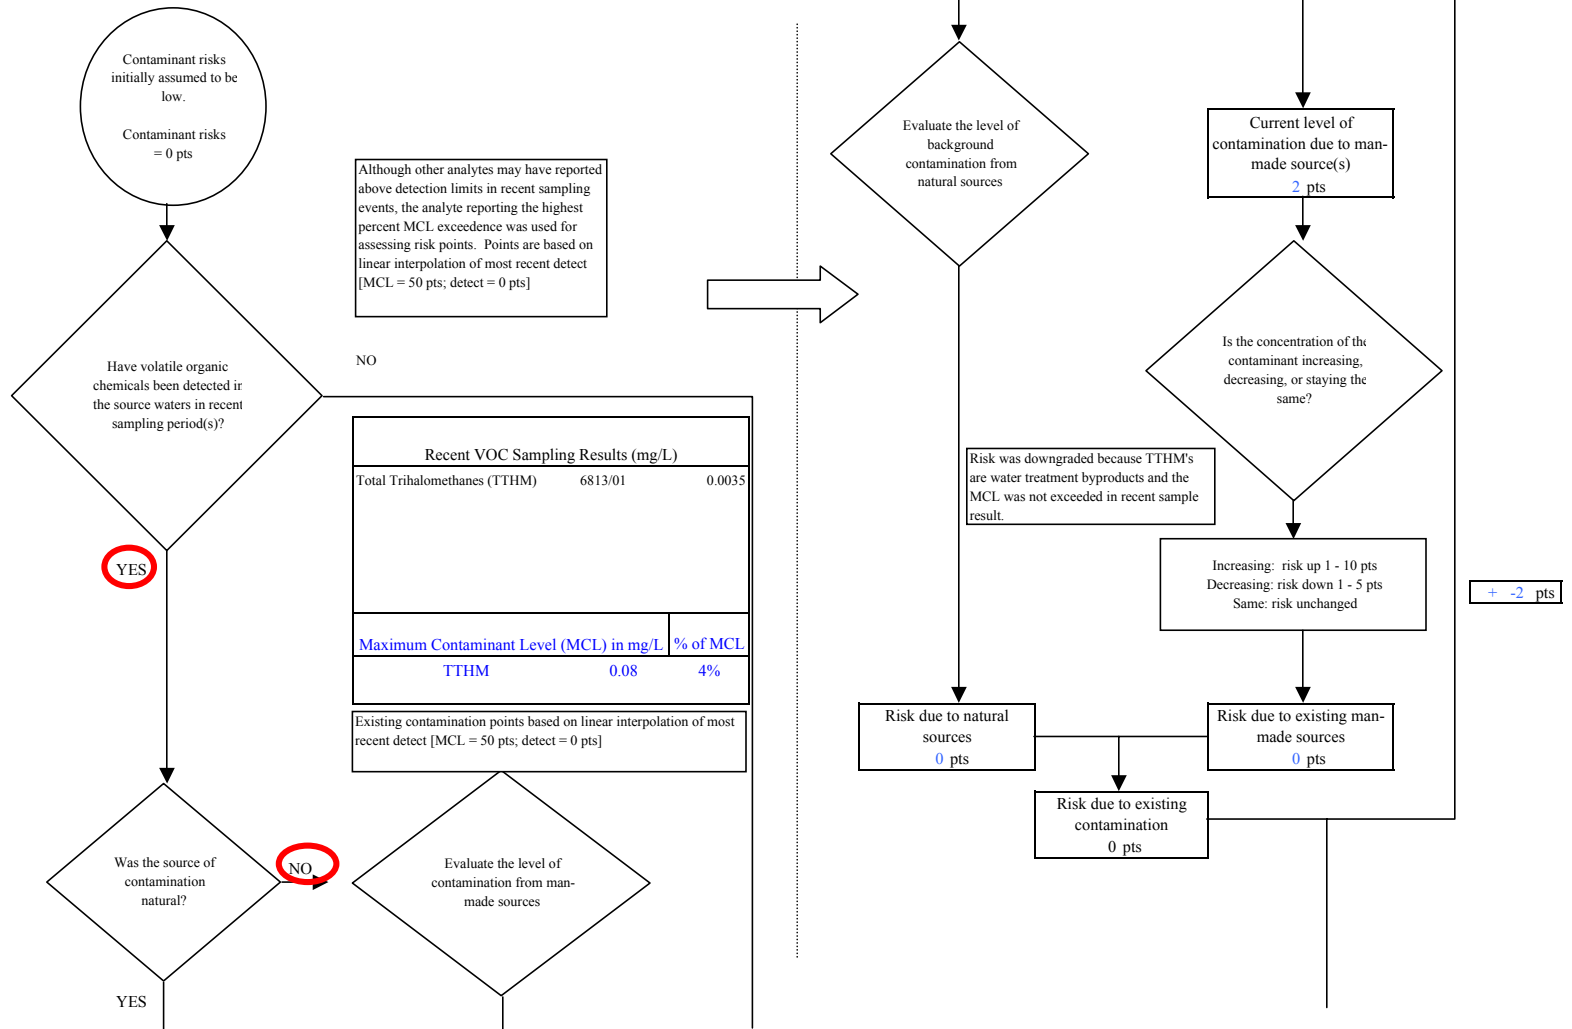 Contaminant risks
initially assumed to be
low.
Contaminant risks
= 0 pts
Although other analytes may have reported
above detection limits in recent sampling
events, the analyte reporting the highest
percent MCL exceedence was used for
assessing risk points.  Points are based on
linear interpolation of most recent detect
[MCL = 50 pts; detect = 0 pts]
Have volatile organic
chemicals been detected in
the source waters in recent
sampling period(s)?
NO
Recent VOC Sampling Results (mg/L)
Total Trihalomethanes (TTHM) 6813/01 0.0035
YES
Maximum Contaminant Level (MCL) in mg/L % of MCL
TTHM 0.08 4%
Existing contamination points based on linear interpolation of most
recent detect [MCL = 50 pts; detect = 0 pts]
Was the source of
contamination
natural?
NO
Evaluate the level of
contamination from man-
made sources
YES
Evaluate the level of
background
contamination from
natural sources
Current level of
contamination due to man-
made source(s)
2 pts
Is the concentration of the
contaminant increasing,
decreasing, or staying the
same?
Risk was downgraded because TTHM's
are water treatment byproducts and the
MCL was not exceeded in recent sample
result.
Increasing:  risk up 1 - 10 pts
Decreasing: risk down 1 - 5 pts
Same: risk unchanged
+ -2 pts
Risk due to natural
sources
0 pts
Risk due to existing man-
made sources
0 pts
Risk due to existing
contamination
0 pts